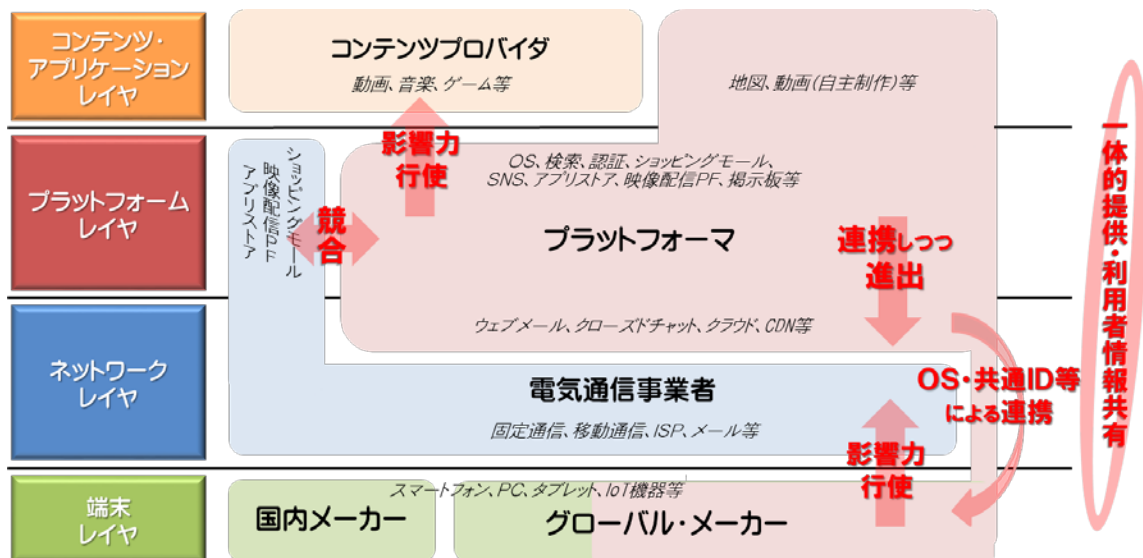 コンテンツ・
アプリケーション
レイヤ
コンテンツプロバイダ
動画、音楽、ゲーム等
地図、動画(自主制作)等
影響力
行使
プラットフォーム
レイヤ
ショッピングモール
映像配信PF
アプリストア
競合
OS、検索、認証、ショッピングモール、
SNS、アプリストア、映像配信PF、掲示板等
プラットフォーマ
連携しつつ
進出
ウェブメール、クローズドチャット、クラウド、CDN等
ネットワーク
レイヤ
電気通信事業者
固定通信、移動通信、ISP、メール等
OS・共通ID等
による連携
影響力
行使
端末
レイヤ
スマートフォン、PC、タブレット、IoT機器等
国内メーカー
グローバル・メーカー
一体的提供・利用者情報共有